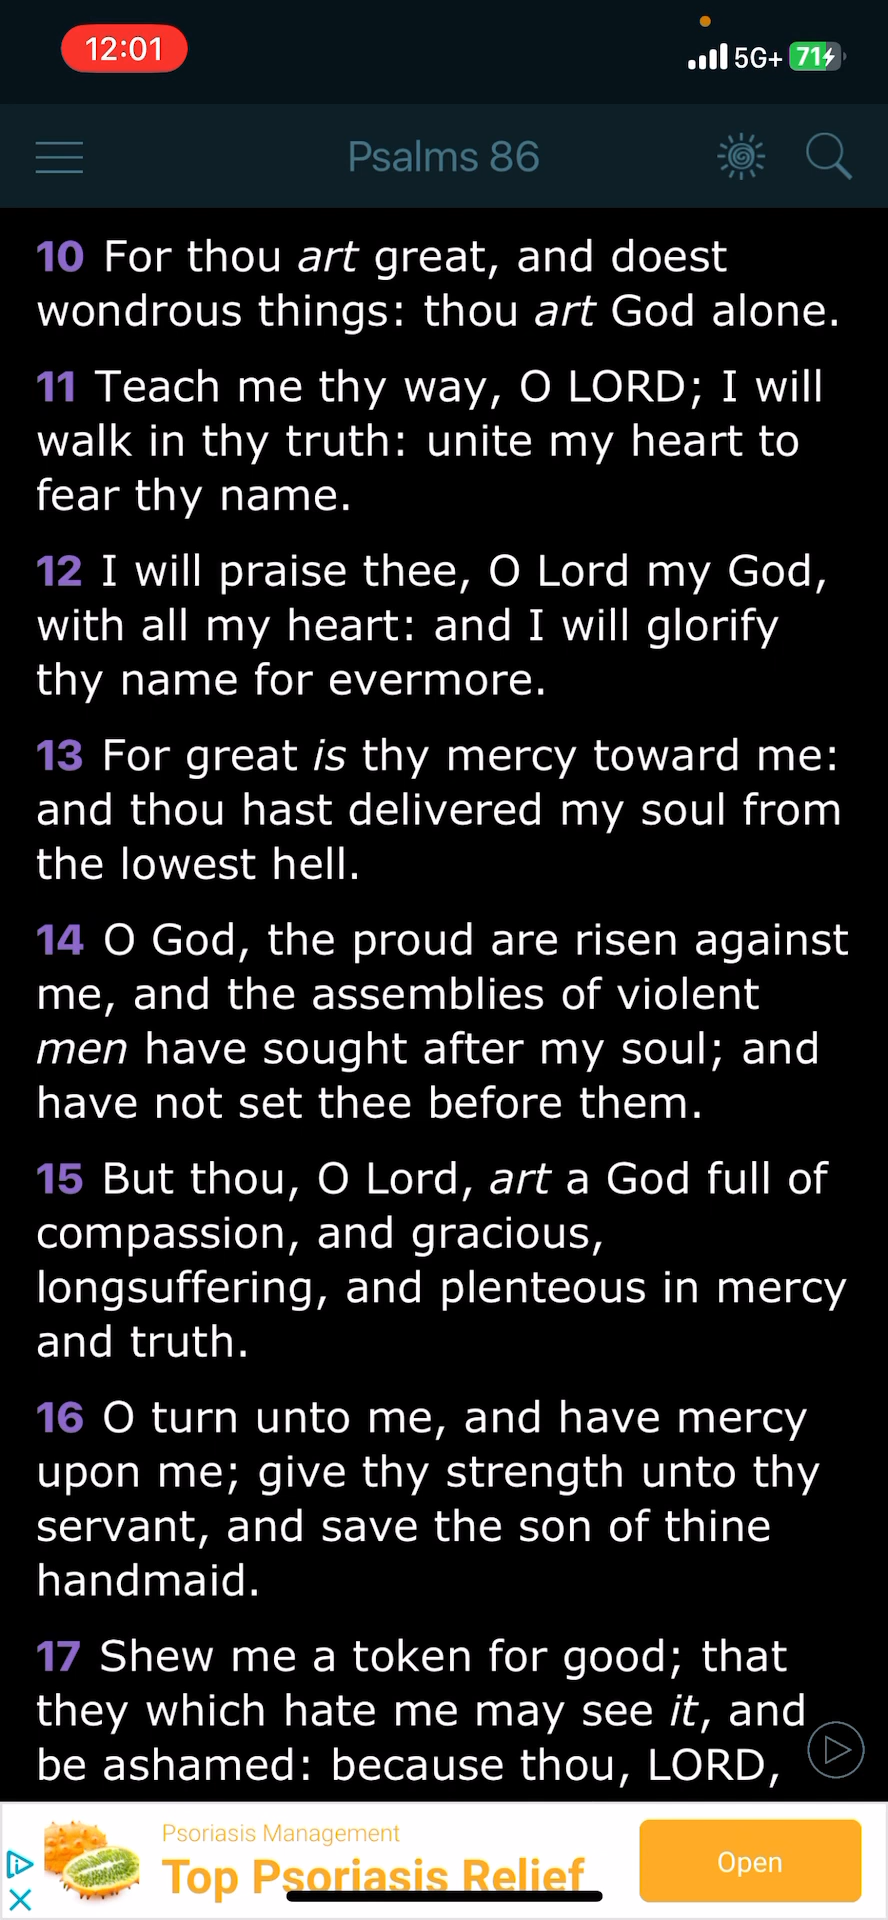 12:01
5G+ 71
Psalms 86
10 For thou art great, and doest
wondrous things: thou art God alone.
11 Teach me thy way, O LORD; I will
walk in thy truth: unite my heart to
fear thy name.
12 I will praise thee, O Lord my God,
with all my heart: and I will glorify
thy name for evermore.
13 For great is thy mercy toward me:
and thou hast delivered my soul from
the lowest hell.
14 O God, the proud are risen against
me, and the assemblies of violent
men have sought after my soul; and
have not set thee before them.
15 But thou, O Lord, art a God full of
compassion, and gracious,
longsuffering, and plenteous in mercy
and truth.
16 O turn unto me, and have mercy
upon me; give thy strength unto thy
servant, and save the son of thine
handmaid.
17 Shew me a token for good; that
they which hate me may see it, and
be ashamed: because thou, LORD,
Psoriasis Management
Top Psoriasis Relief
Open